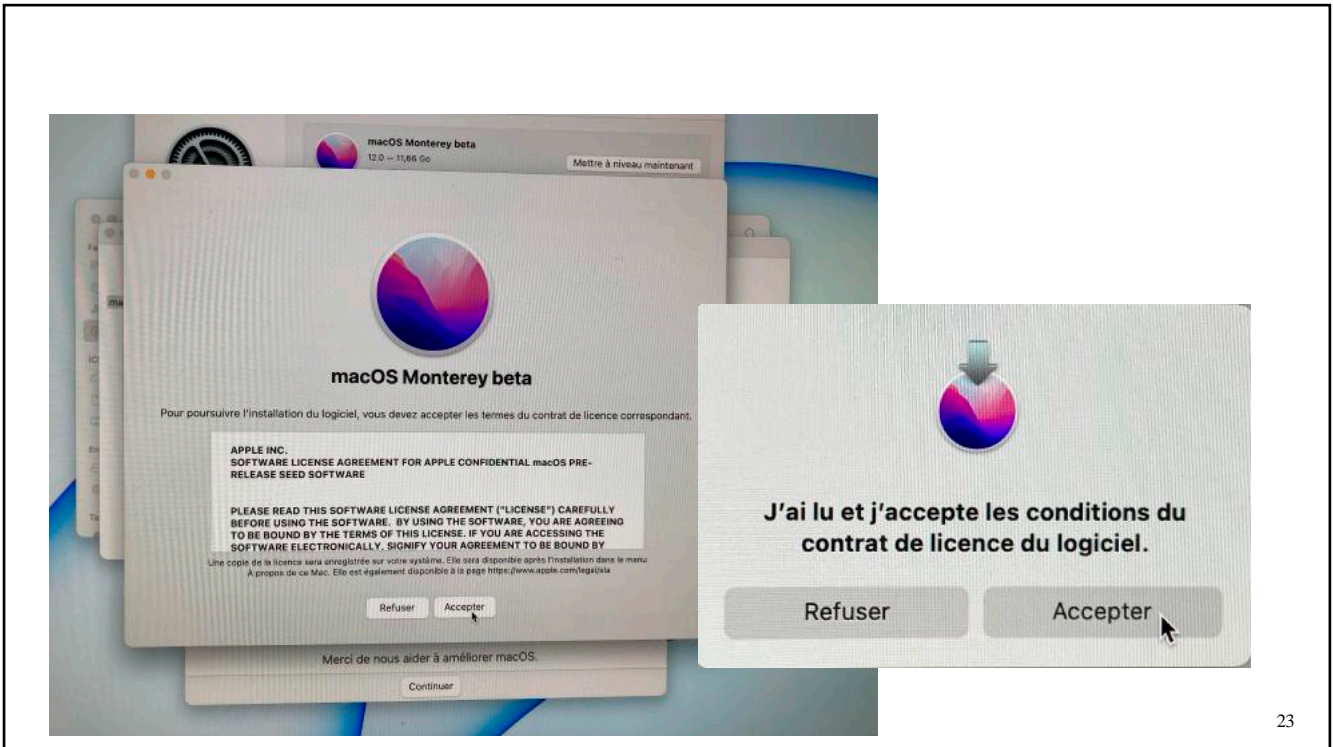 macOS Monterey beta
12.0 — 11,66 Go
Mettre à niveau maintenant
macOS Monterey beta
Pour poursuivre l'installation du logiciel, vous devez accepter les termes du contrat de licence correspondant.
APPLE INC.
SOFTWARE LICENSE AGREEMENT FOR APPLE CONFIDENTIAL macOS PRE-
RELEASE SEED SOFTWARE
PLEASE READ THIS SOFTWARE LICENSE AGREEMENT ("LICENSE") CAREFULLY
BEFORE USING THE SOFTWARE. BY USING THE SOFTWARE, YOU ARE AGREEING
TO BE BOUND BY THE TERMS OF THIS LICENSE. IF YOU ARE ACCESSING THE
SOFTWARE ELECTRONICALLY, SIGNIFY YOUR AGREEMENT TO BE BOUND BY
Une copie de la licence sera enregistrée sur votre système. Elle sera disponible après l'installation dans le menu
À propos de ce Mac. Elle est également disponible à la page https://www.apple.com/legal/sla
Refuser
Accepter
Merci de nous aider à améliorer macOS.
Continuer
J'ai lu et j'accepte les conditions du
contrat de licence du logiciel.
Refuser
Accepter
23